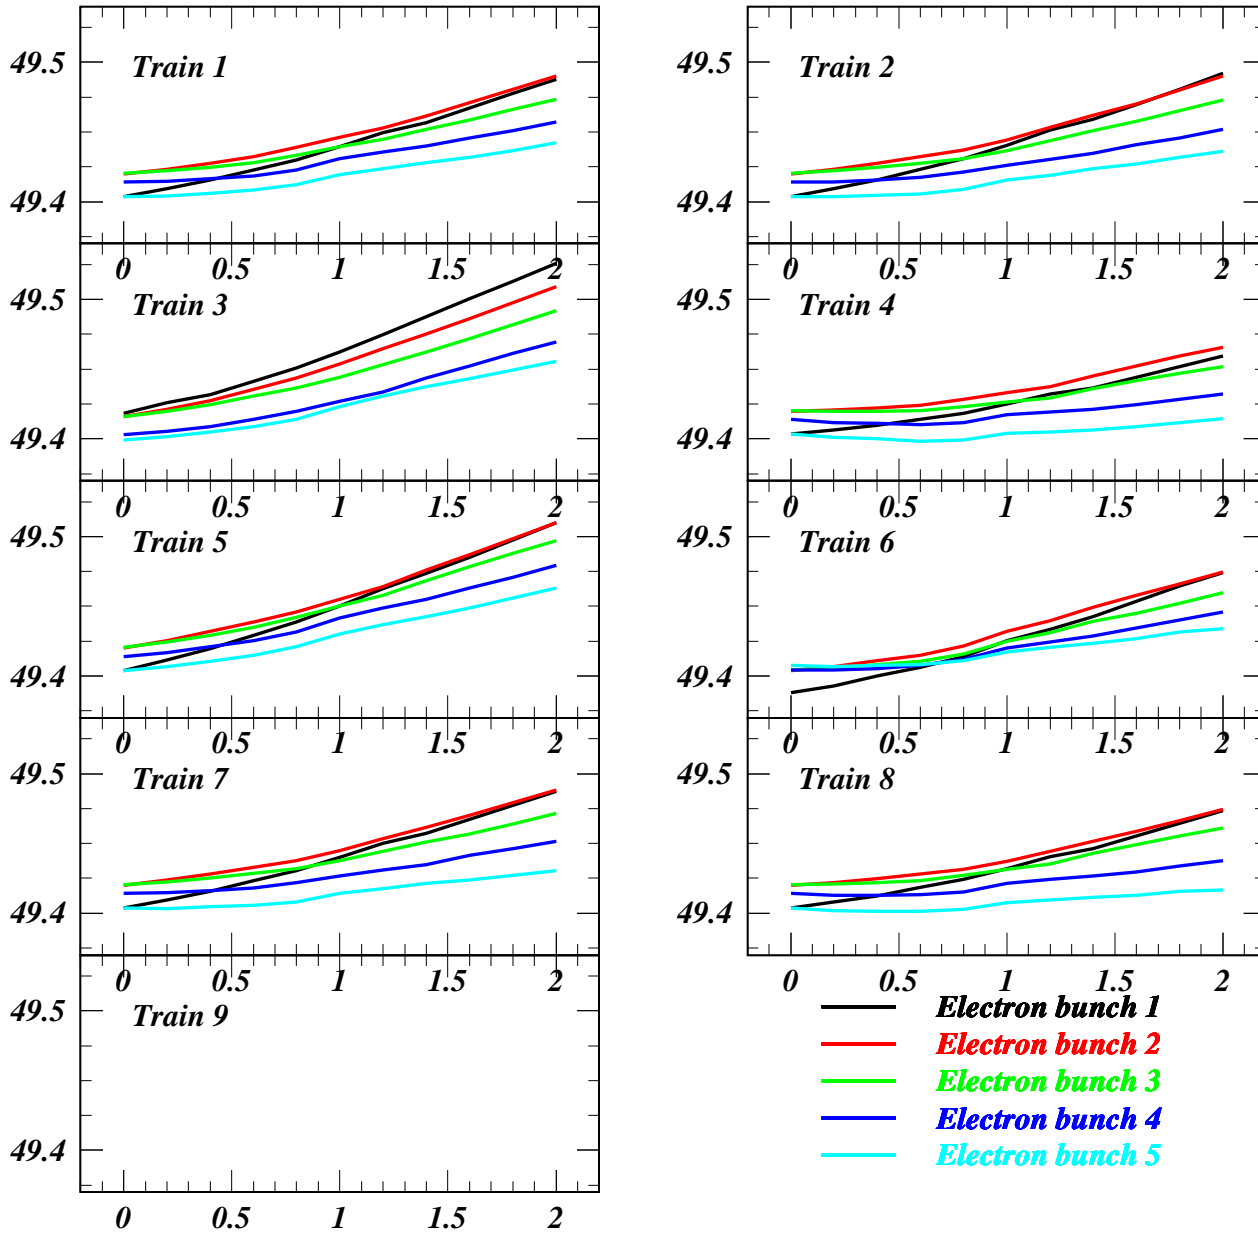 49.5 Train 1 49.5 Train 2
49.4 49.4
0 0.5 1 1.5 2 0 0.5 1 1.5 2
49.5 Train 3 49.5 Train 4
49.4 49.4
0 0.5 1 1.5 2 0 0.5 1 1.5 2
49.5 Train 5 49.5 Train 6
49.4 49.4
0 0.5 1 1.5 2 0 0.5 1 1.5 2
49.5 Train 7 49.5 Train 8
49.4 49.4
0 0.5 1 1.5 2 0 0.5 1 1.5 2
49.5 Train 9
49.4
0 0.5 1 1.5 2
Electron bunch 1
Electron bunch 2
Electron bunch 3
Electron bunch 4
Electron bunch 5